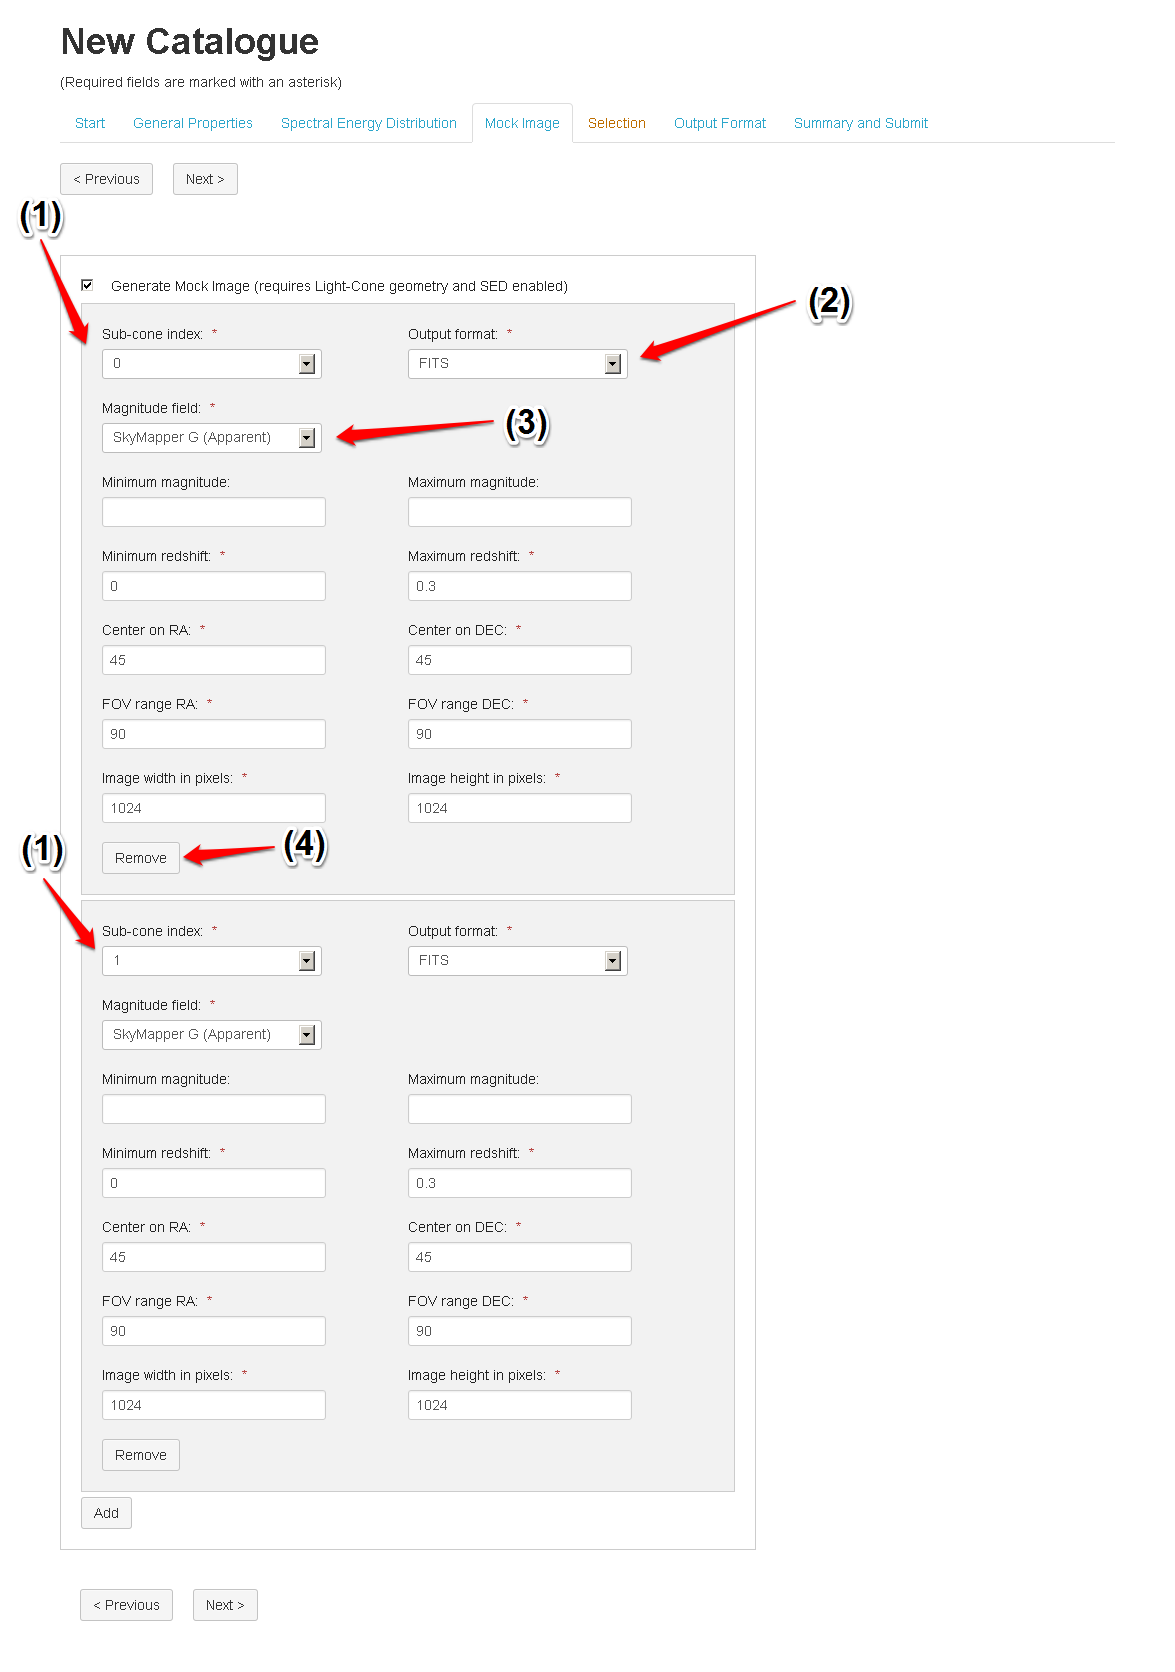 New Catalogue
(Required fields are marked with an asterisk)
Start General Properties Spectral Energy Distribution Mock Image Selection Output Format Summary and Submit
< Previous Next >
(1)
Generate Mock Image (requires Light-Cone geometry and SED enabled)
(2)
Sub-cone index: * Output format: *
0 FITS
Magnitude field: *
SkyMapper G (Apparent)
(3)
Minimum magnitude: Maximum magnitude:
Minimum redshift: * Maximum redshift: *
0 0.3
Center on RA: * Center on DEC: *
45 45
FOV range RA: * FOV range DEC: *
90 90
Image width in pixels: * Image height in pixels: *
1024 1024
(1)
Remove
(4)
Sub-cone index: * Output format: *
1 FITS
Magnitude field: *
SkyMapper G (Apparent)
Minimum magnitude: Maximum magnitude:
Minimum redshift: * Maximum redshift: *
0 0.3
Center on RA: * Center on DEC: *
45 45
FOV range RA: * FOV range DEC: *
90 90
Image width in pixels: * Image height in pixels: *
1024 1024
Remove
Add
< Previous Next >